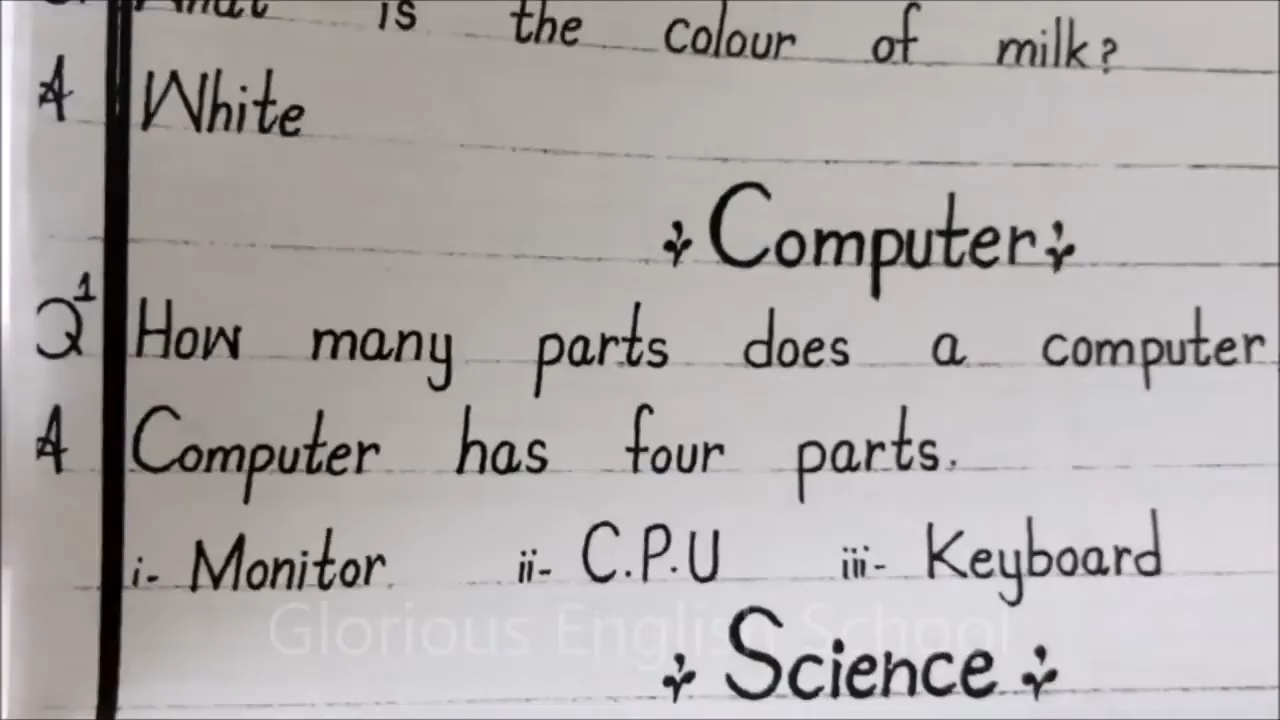 is the colour of milk?
A White
Computer
Q1 How many parts does a computer
A Computer has four parts.
i- Monitor ii- C.P.U iii- Keyboard
Glorious English School
Science